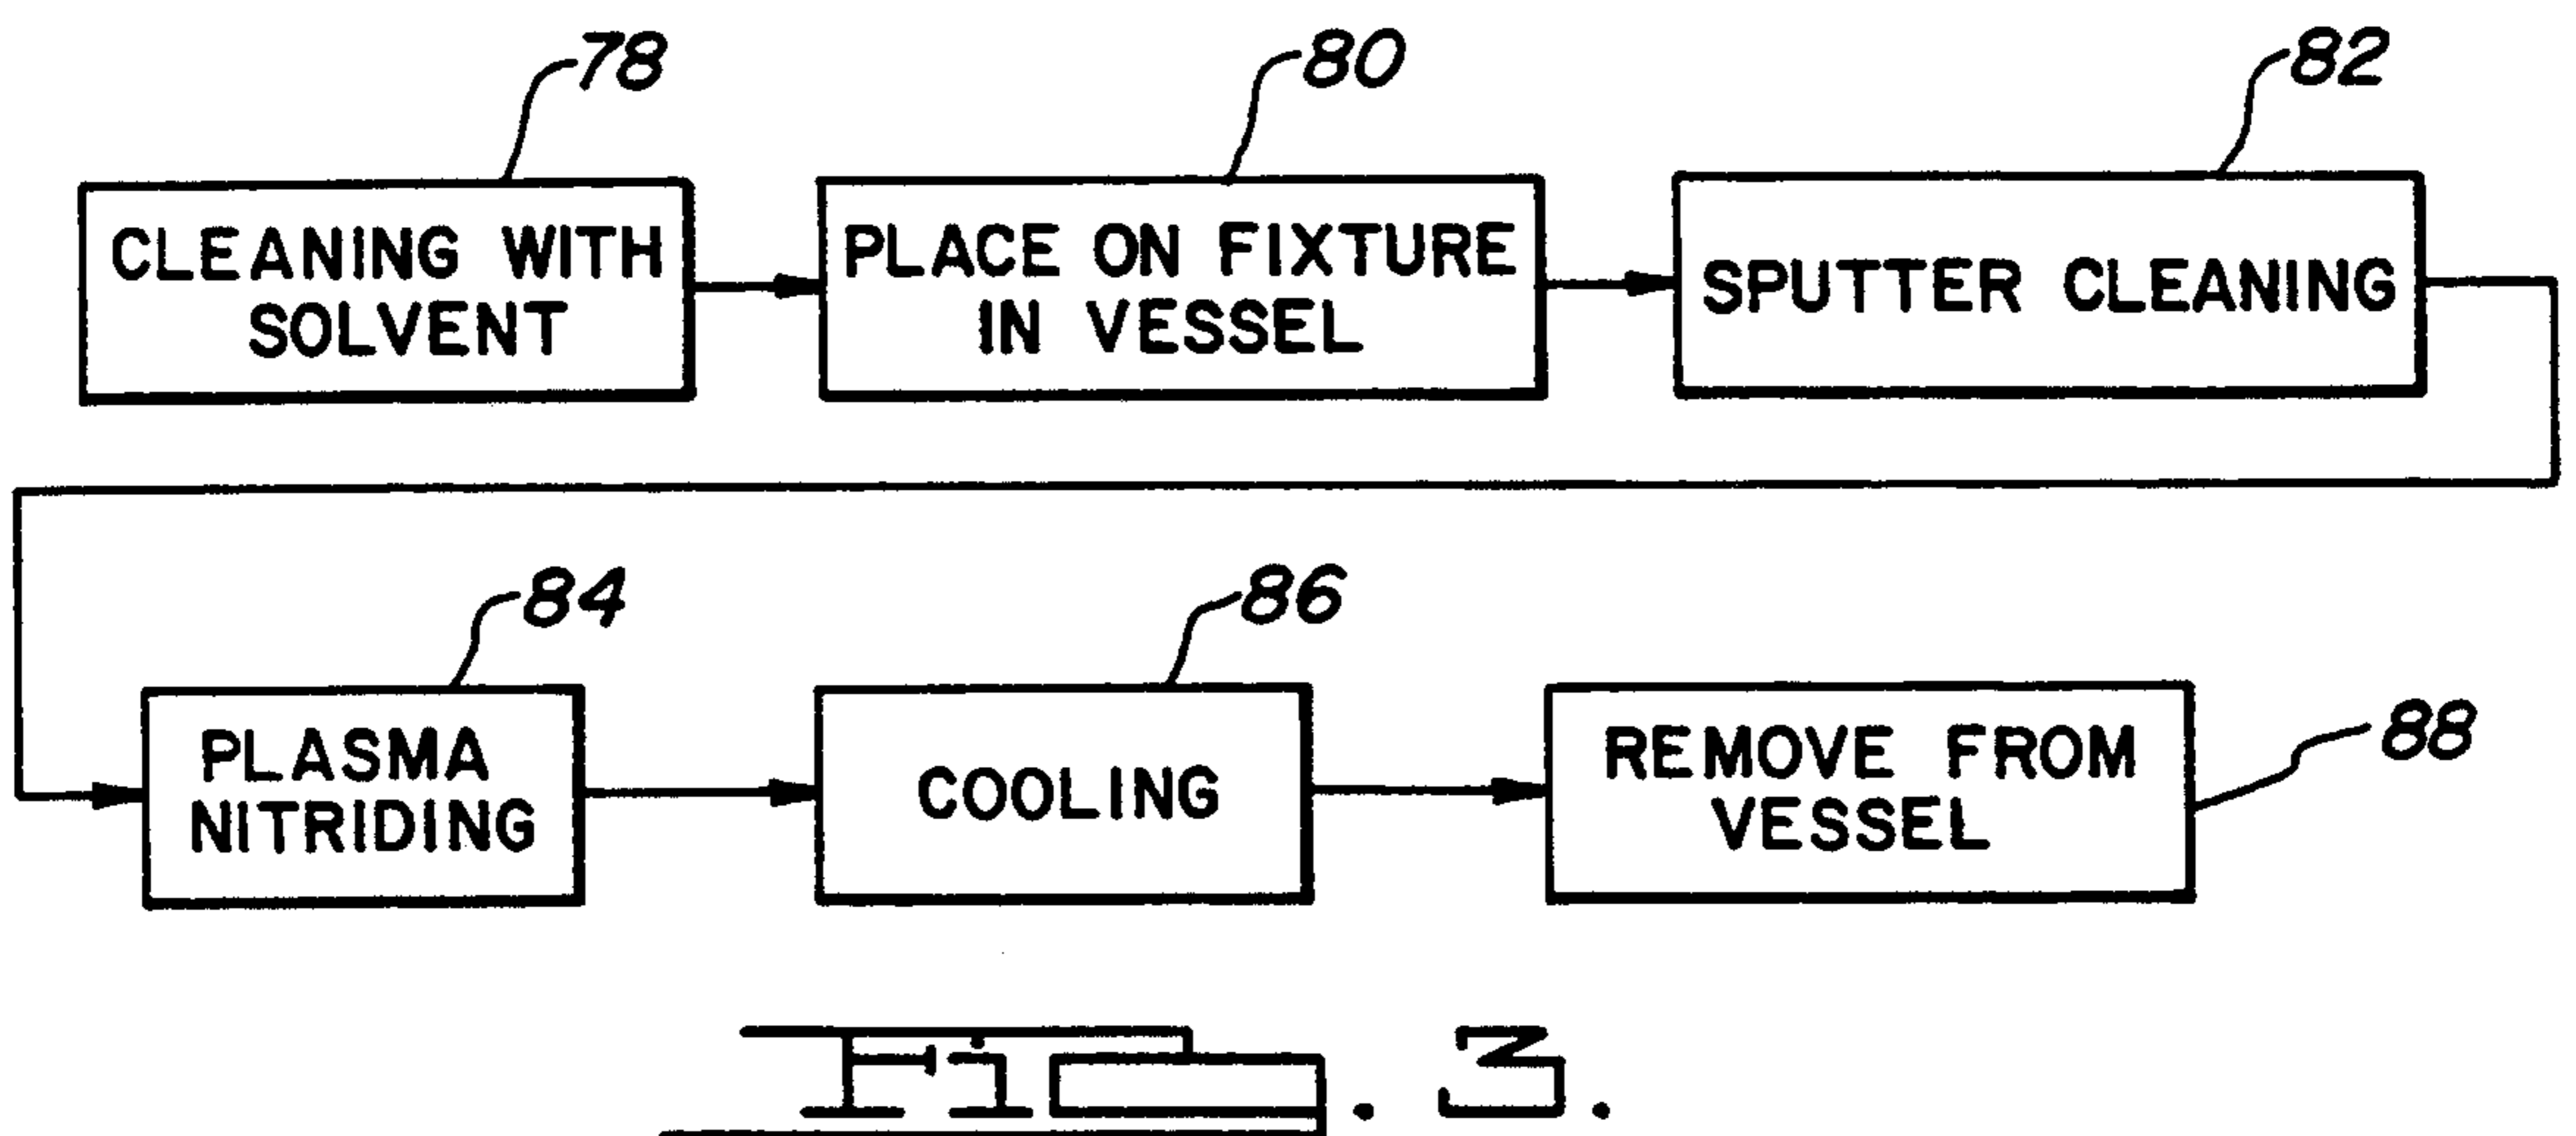 78
80
82
CLEANING WITH
SOLVENT
PLACE ON FIXTURE
IN VESSEL
SPUTTER CLEANING
84
86
88
PLASMA
NITRIDING
COOLING
REMOVE FROM
VESSEL
Fig. 3.